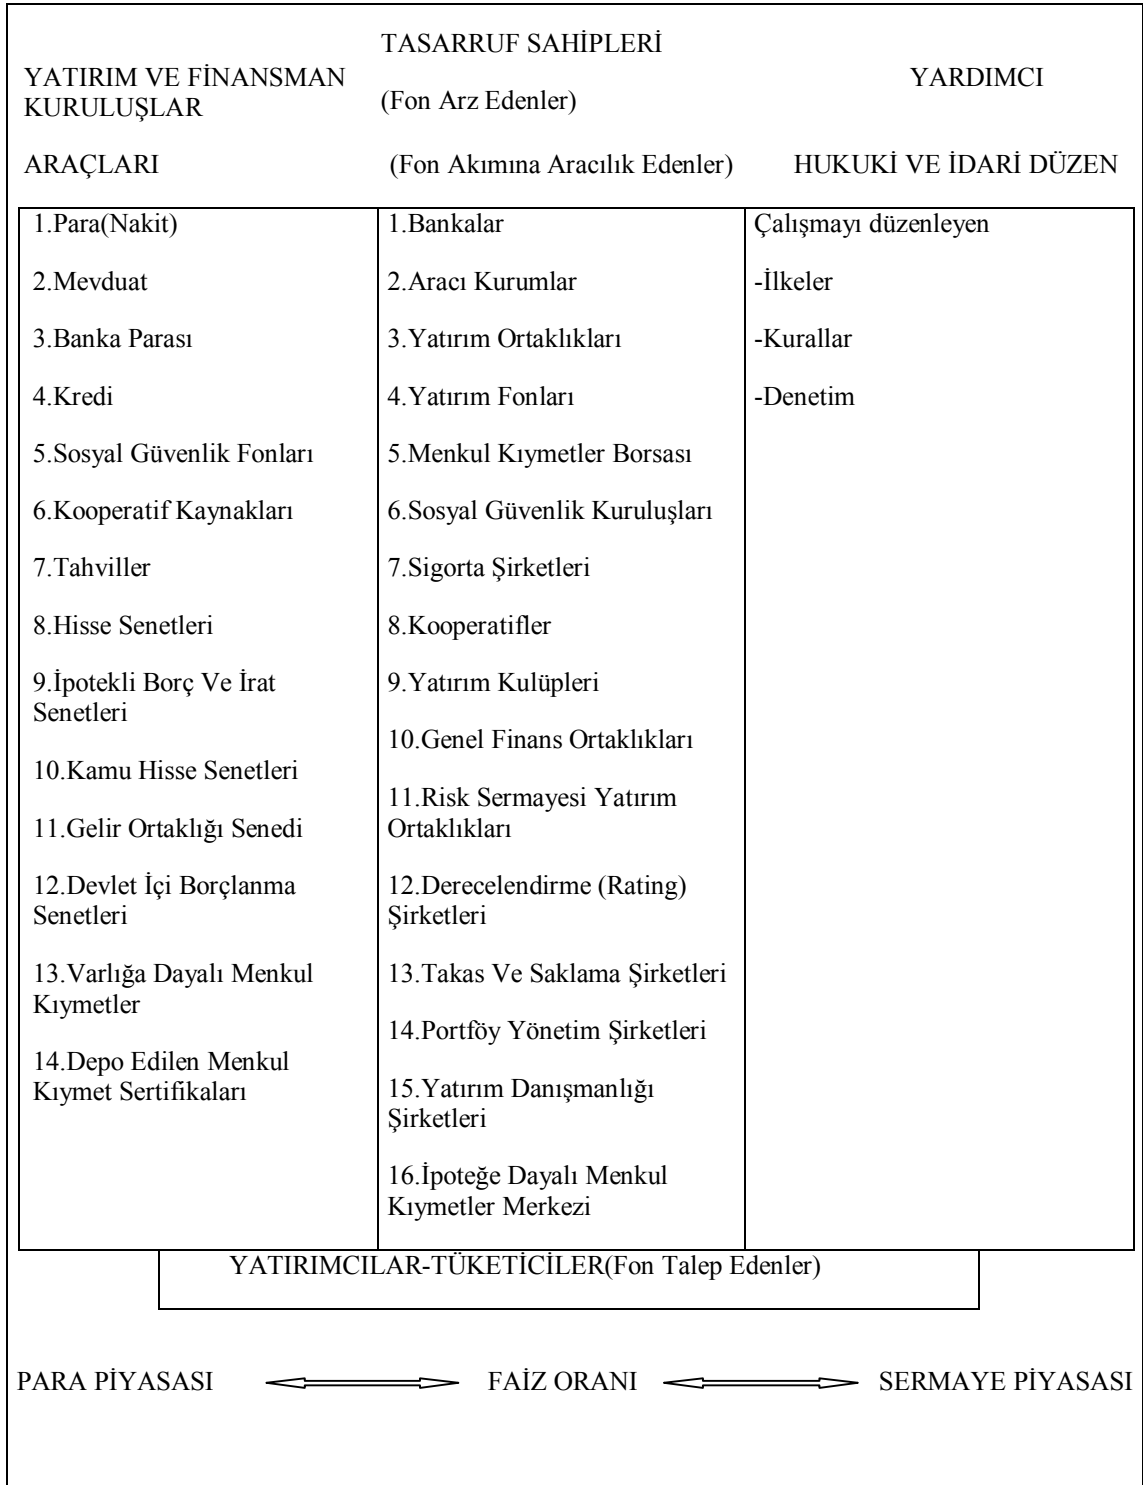 TASARRUF SAHİPLERİ
YATIRIM VE FİNANSMAN
KURULUŞLAR
(Fon Arz Edenler)
YARDIMCI
ARAÇLARI
(Fon Akımına Aracılık Edenler)
HUKUKİ VE İDARİ DÜZEN
1.Para(Nakit)
2.Mevduat
3.Banka Parası
4.Kredi
5.Sosyal Güvenlik Fonları
6.Kooperatif Kaynakları
7.Tahviller
8.Hisse Senetleri
9.İpotekli Borç Ve İrat
Senetleri
10.Kamu Hisse Senetleri
11.Gelir Ortaklığı Senedi
12.Devlet İçi Borçlanma
Senetleri
13.Varlığa Dayalı Menkul
Kıymetler
14.Depo Edilen Menkul
Kıymet Sertifikaları
1.Bankalar
2.Aracı Kurumlar
3.Yatırım Ortaklıkları
4.Yatırım Fonları
5.Menkul Kıymetler Borsası
6.Sosyal Güvenlik Kuruluşları
7.Sigorta Şirketleri
8.Kooperatifler
9.Yatırım Kulüpleri
10.Genel Finans Ortaklıkları
11.Risk Sermayesi Yatırım
Ortaklıkları
12.Derecelendirme (Rating)
Şirketleri
13.Takas Ve Saklama Şirketleri
14.Portföy Yönetim Şirketleri
15.Yatırım Danışmanlığı
Şirketleri
16.İpoteğe Dayalı Menkul
Kıymetler Merkezi
Çalışmayı düzenleyen
-İlkeler
-Kurallar
-Denetim
YATIRIMCILAR-TÜKETİCİLER(Fon Talep Edenler)
PARA PİYASASI
FAİZ ORANI
SERMAYE PİYASASI